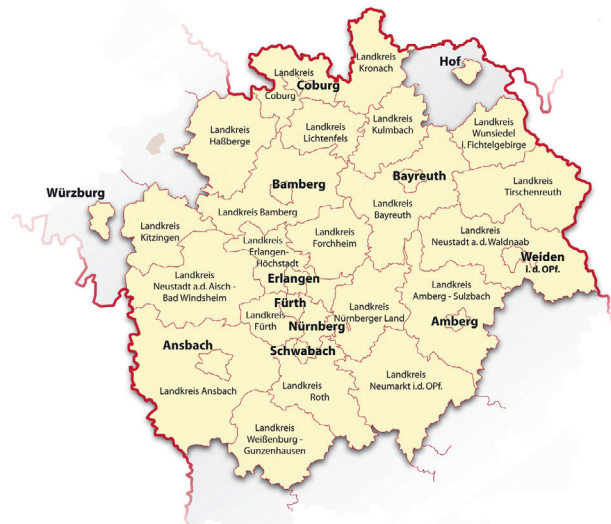 Landkreis
Kronach
Hof
Landkreis
Coburg
Coburg
Landkreis
Haßberge
Landkreis
Lichtenfels
Landkreis
Kulmbach
Landkreis
Wunsiedel
i. Fichtelgebirge
Würzburg
Bamberg
Bayreuth
Landkreis
Tirschenreuth
Landkreis
Kitzingen
Landkreis Bamberg
Landkreis
Bayreuth
Landkreis
Erlangen-
Höchstadt
Landkreis
Forchheim
Landkreis
Neustadt a. d. Waldnaab
Weiden
i. d. OPf.
Landkreis
Neustadt a.d. Aisch -
Bad Windsheim
Erlangen
Landkreis
Amberg - Sulzbach
Fürth
Landkreis
Fürth
Nürnberg
Landkreis
Nürnberger Land
Amberg
Ansbach
Schwabach
Landkreis Ansbach
Landkreis
Roth
Landkreis
Neumarkt i.d. OPf.
Landkreis
Weißenburg -
Gunzenhausen